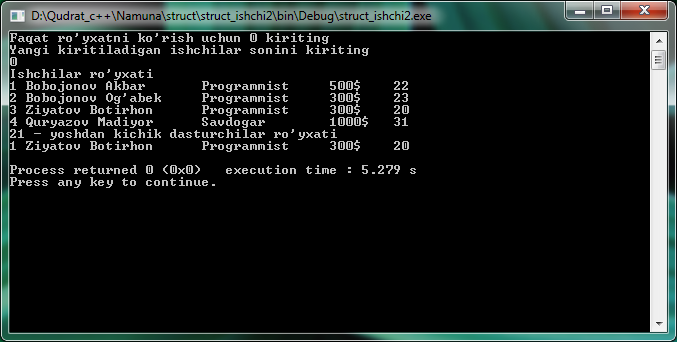 D:\Qudrat_c++\Namuna\struct\struct_ishchi2\bin\Debug\struct_ishchi2.exe
Faqat ro'yxatni ko'rish uchun 0 kiriting
Yangi kiritiladigan ishchilar sonini kiriting
0
Ishchilar ro'yxati
1 Bobojonov Akbar Programmist 500$ 22
2 Bobojonov Og'abek Programmist 300$ 23
3 Ziyatov Botirhon Programmist 300$ 20
4 Quryazov Madiyor Savdogar 1000$ 31
21 - yoshdan kichik dasturchilar ro'yxati
1 Ziyatov Botirhon Programmist 300$ 20
Process returned 0 (0x0) execution time : 5.279 s
Press any key to continue.